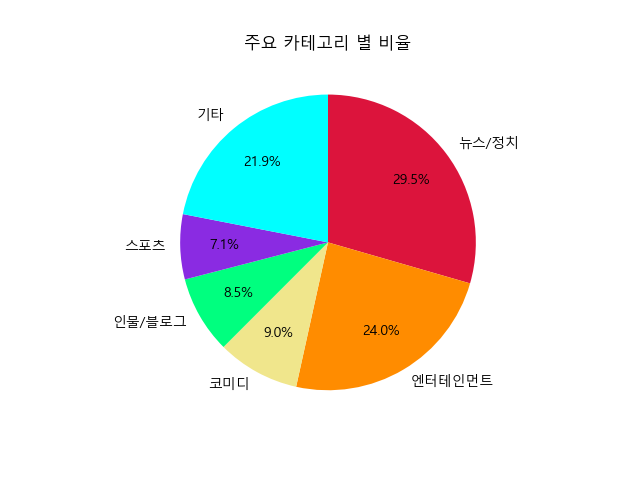 주요 카테고리 별 비율
기타
뉴스/정치
21.9%
29.5%
스포츠
7.1%
인물/블로그
8.5%
9.0%
24.0%
코미디
엔터테인먼트